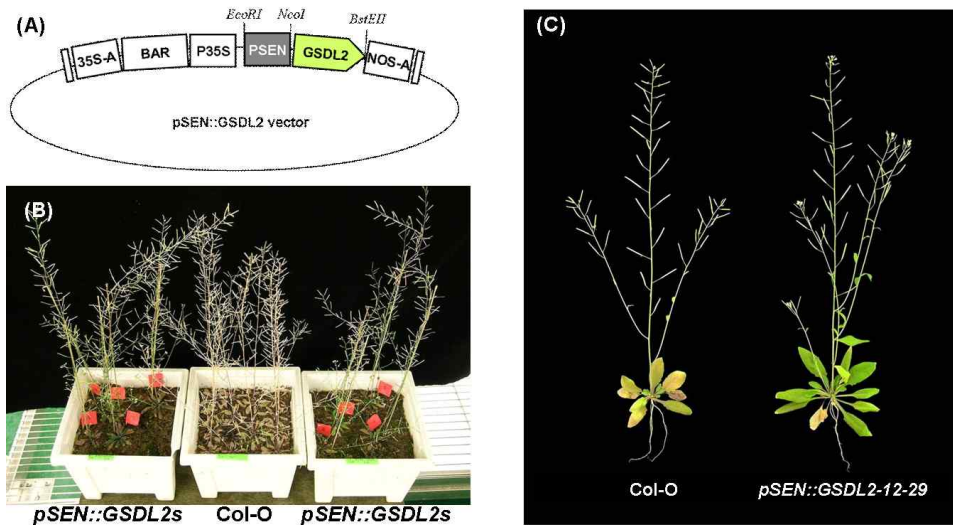 (A)
EcoRI NcoI BstEII
35S-A BAR P35S PSEN GSDL2 NOS-A
pSEN::GSDL2 vector
(B)
pSEN::GSDL2s Col-O pSEN::GSDL2s
(C)
Col-O pSEN::GSDL2-12-29